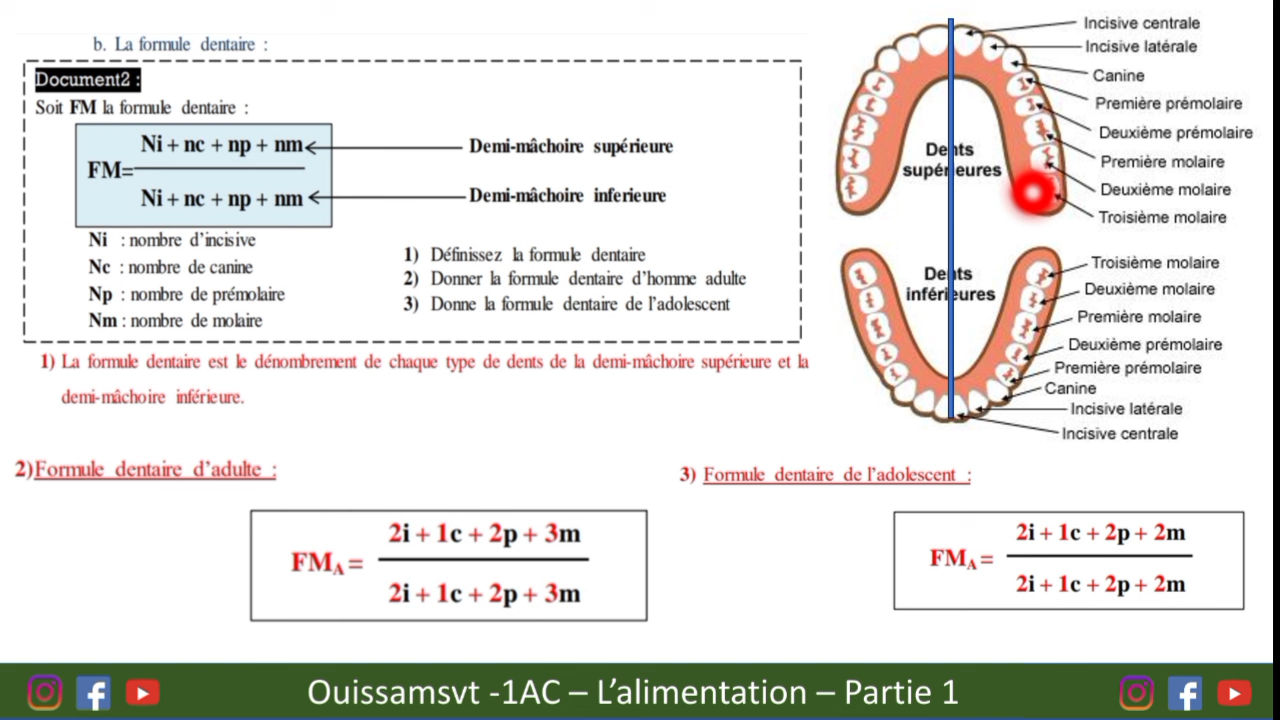 b. La formule dentaire :
Document2 :
Soit FM la formule dentaire :
FM=
Ni + nc + np + nm
Ni + nc + np + nm
Demi-mâchoire supérieure
Demi-mâchoire inferieure
Ni : nombre d'incisive
Nc : nombre de canine
Np : nombre de prémolaire
Nm : nombre de molaire
1) Définissez la formule dentaire
2) Donner la formule dentaire d'homme adulte
3) Donne la formule dentaire de l'adolescent
1) La formule dentaire est le dénombrement de chaque type de dents de la demi-mâchoire supérieure et la
demi-mâchoire inférieure.
2)Formule dentaire d'adulte :
FMA =
2i + 1c + 2p + 3m
2i + 1c + 2p + 3m
3) Formule dentaire de l'adolescent :
FMA =
2i + 1c + 2p + 2m
2i + 1c + 2p + 2m
Incisive centrale
Incisive latérale
Canine
Première prémolaire
Deuxième prémolaire
Première molaire
Deuxième molaire
Troisième molaire
Dents
supérieures
Dents
inférieures
Troisième molaire
Deuxième molaire
Première molaire
Deuxième prémolaire
Première prémolaire
Canine
Incisive latérale
Incisive centrale
Ouissamsvt -1AC – L'alimentation – Partie 1